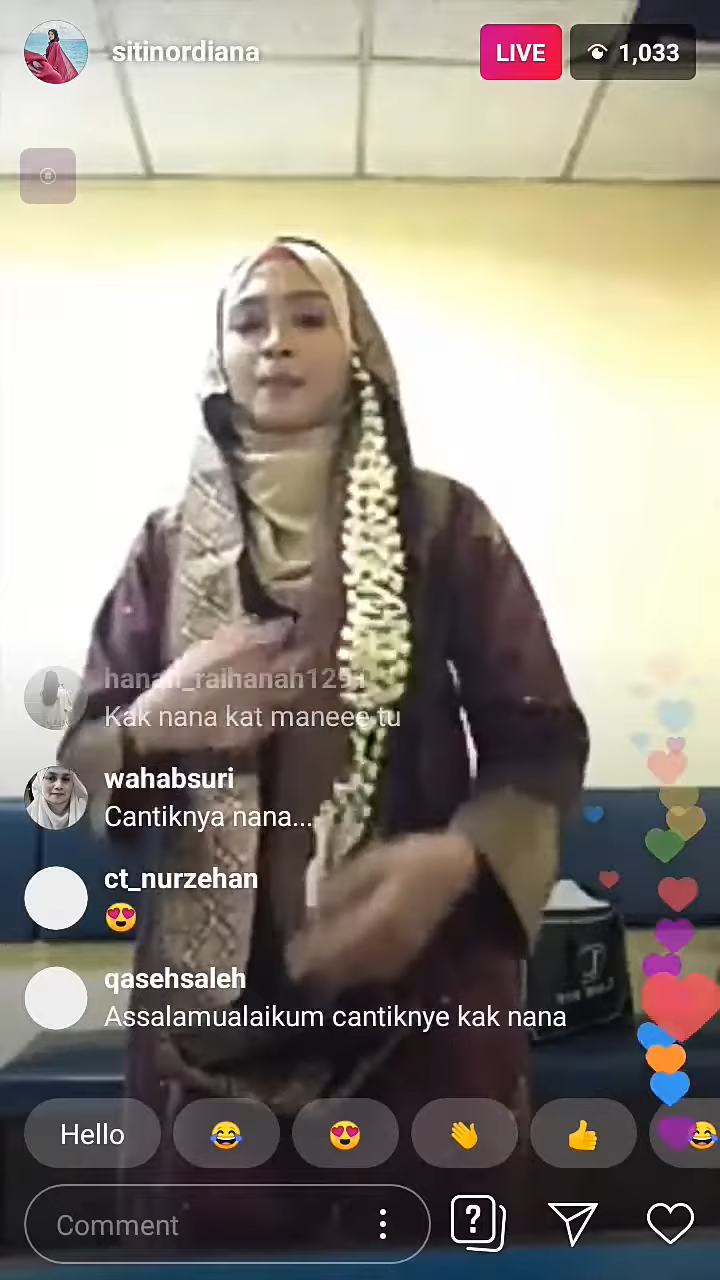 sitinordiana
LIVE
1,033
Kak nana kat maneee tu
wahabsuri
Cantiknya nana...
ct_nurzehan
😍
qasehsaleh
Assalamualaikum cantiknye kak nana
Hello
😂 😍 👋 👍 😂
Comment